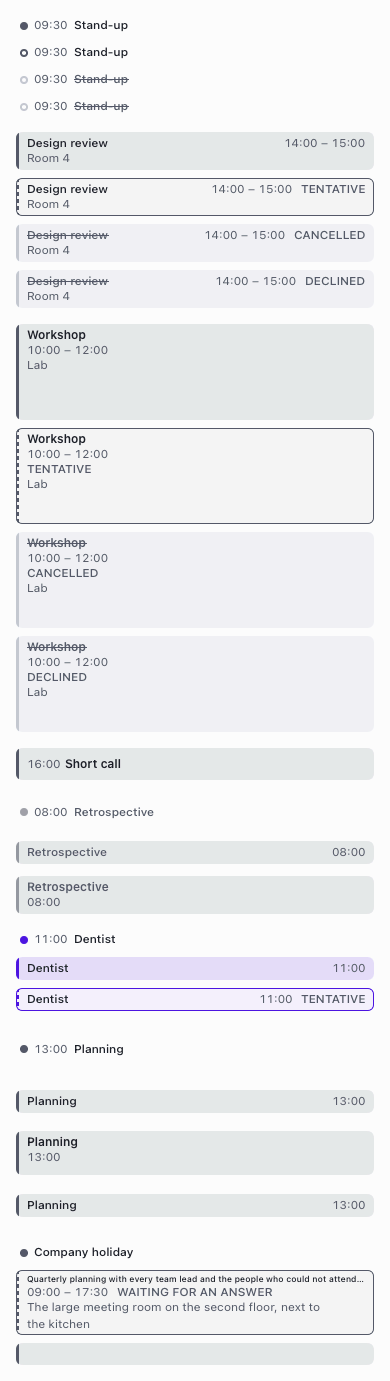 09:30 Stand-up
09:30 Stand-up
09:30 Stand-up
09:30 Stand-up
Design review 14:00 – 15:00
Room 4
Design review 14:00 – 15:00 TENTATIVE
Room 4
Design review 14:00 – 15:00 CANCELLED
Room 4
Design review 14:00 – 15:00 DECLINED
Room 4
Workshop
10:00 – 12:00
Lab
Workshop
10:00 – 12:00
TENTATIVE
Lab
Workshop
10:00 – 12:00
CANCELLED
Lab
Workshop
10:00 – 12:00
DECLINED
Lab
16:00 Short call
08:00 Retrospective
Retrospective 08:00
Retrospective
08:00
11:00 Dentist
Dentist 11:00
Dentist 11:00 TENTATIVE
13:00 Planning
Planning 13:00
Planning
13:00
Planning 13:00
Company holiday
Quarterly planning with every team lead and the people who could not attend...
09:00 – 17:30 WAITING FOR AN ANSWER
The large meeting room on the second floor, next to
the kitchen